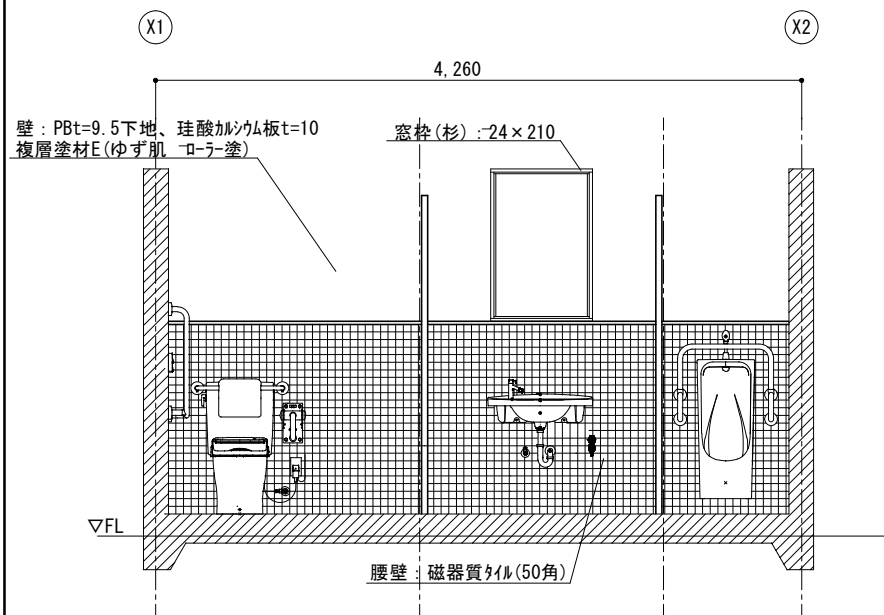 X1
X2
4,260
壁：PBt=9.5下地、珪酸ｶﾙｼｳﾑ板t=10
複層塗材E(ゆず肌 ﾛｰﾗｰ塗)
窓枠(杉)：24×210
▽FL
腰壁：磁器質ﾀｲﾙ(50角)